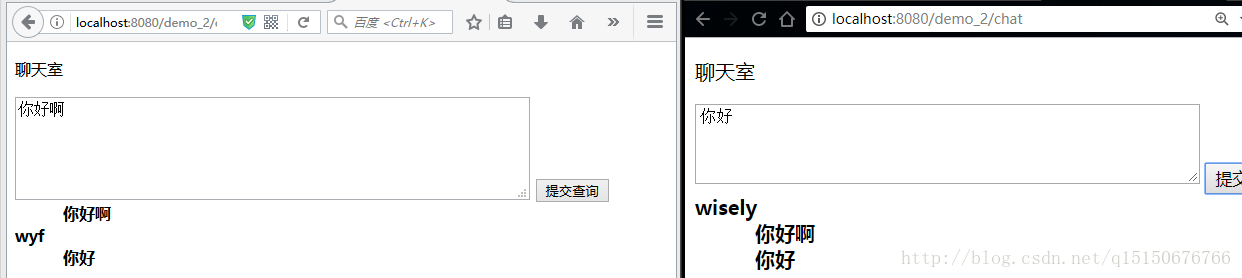 localhost:8080/demo_2/c
百度 <Ctrl+K>
聊天室
你好啊
提交查询
你好啊
wyf
你好
localhost:8080/demo_2/chat
聊天室
你好
提交
wisely
你好啊
你好
http://blog.csdn.net/q15150676766